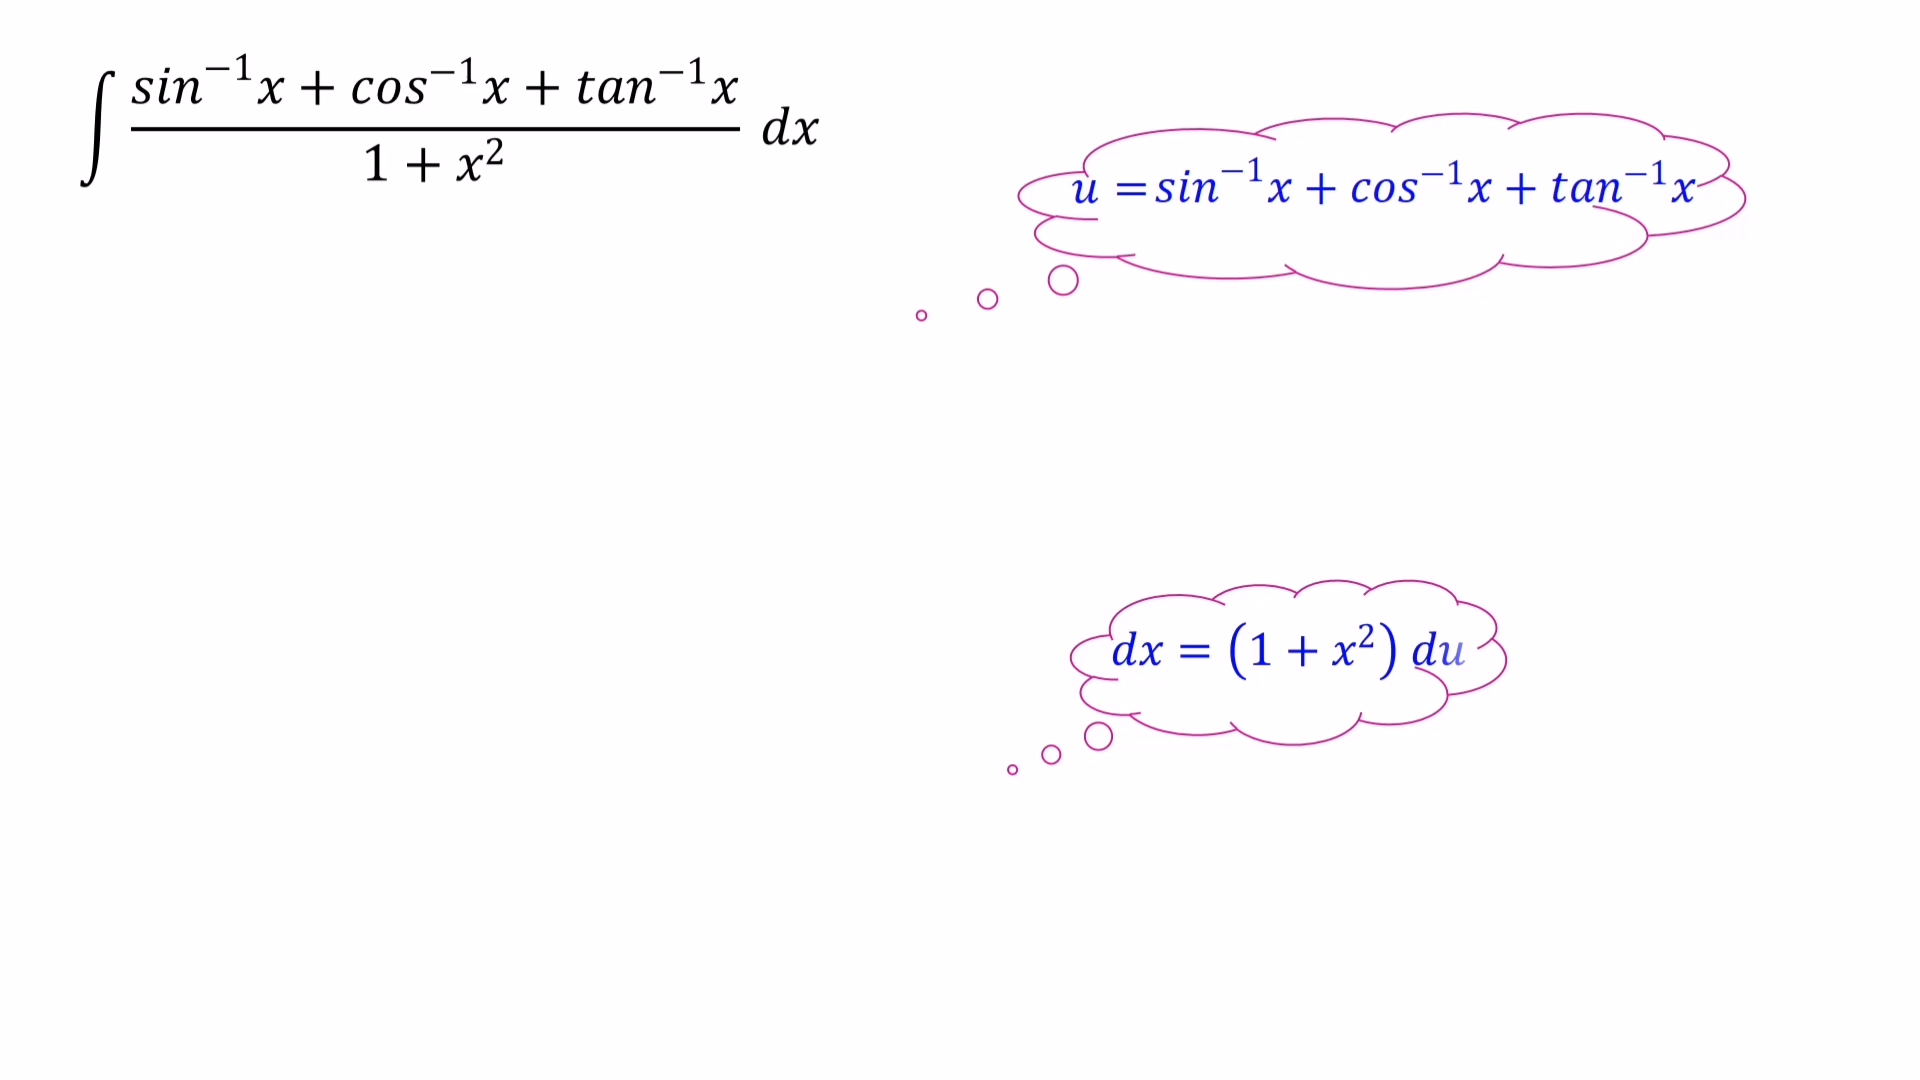 ∫ (sin⁻¹x + cos⁻¹x + tan⁻¹x)/(1 + x²) dx
u = sin⁻¹x + cos⁻¹x + tan⁻¹x
dx = (1 + x²) du